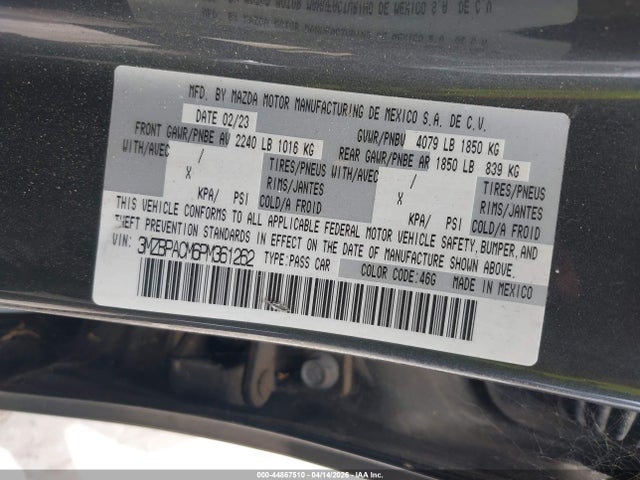 MFD. BY MAZDA MOTOR MANUFACTURING DE MEXICO S.A. DE C.V.
DATE 02/23 GVWR/PNBV 4079 LB 1850 KG
FRONT GAWR/PNBE AV 2240 LB 1016 KG REAR GAWR/PNBE AR 1850 LB 839 KG
WITH/AVEC / TIRES/PNEUS WITH/AVEC / TIRES/PNEUS
X RIMS/JANTES X RIMS/JANTES
KPA/ PSI COLD/A FROID KPA/ PSI COLD/A FROID
THIS VEHICLE CONFORMS TO ALL APPLICABLE FEDERAL MOTOR VEHICLE SAFETY, BUMPER, AND
THEFT PREVENTION STANDARDS IN EFFECT ON THE DATE OF MANUFACTURE SHOWN ABOVE.
VIN: 3MZBPACM6PM361262 TYPE:PASS CAR COLOR CODE:46G MADE IN MEXICO
000-44867510 - 04/14/2026 - IAA Inc.